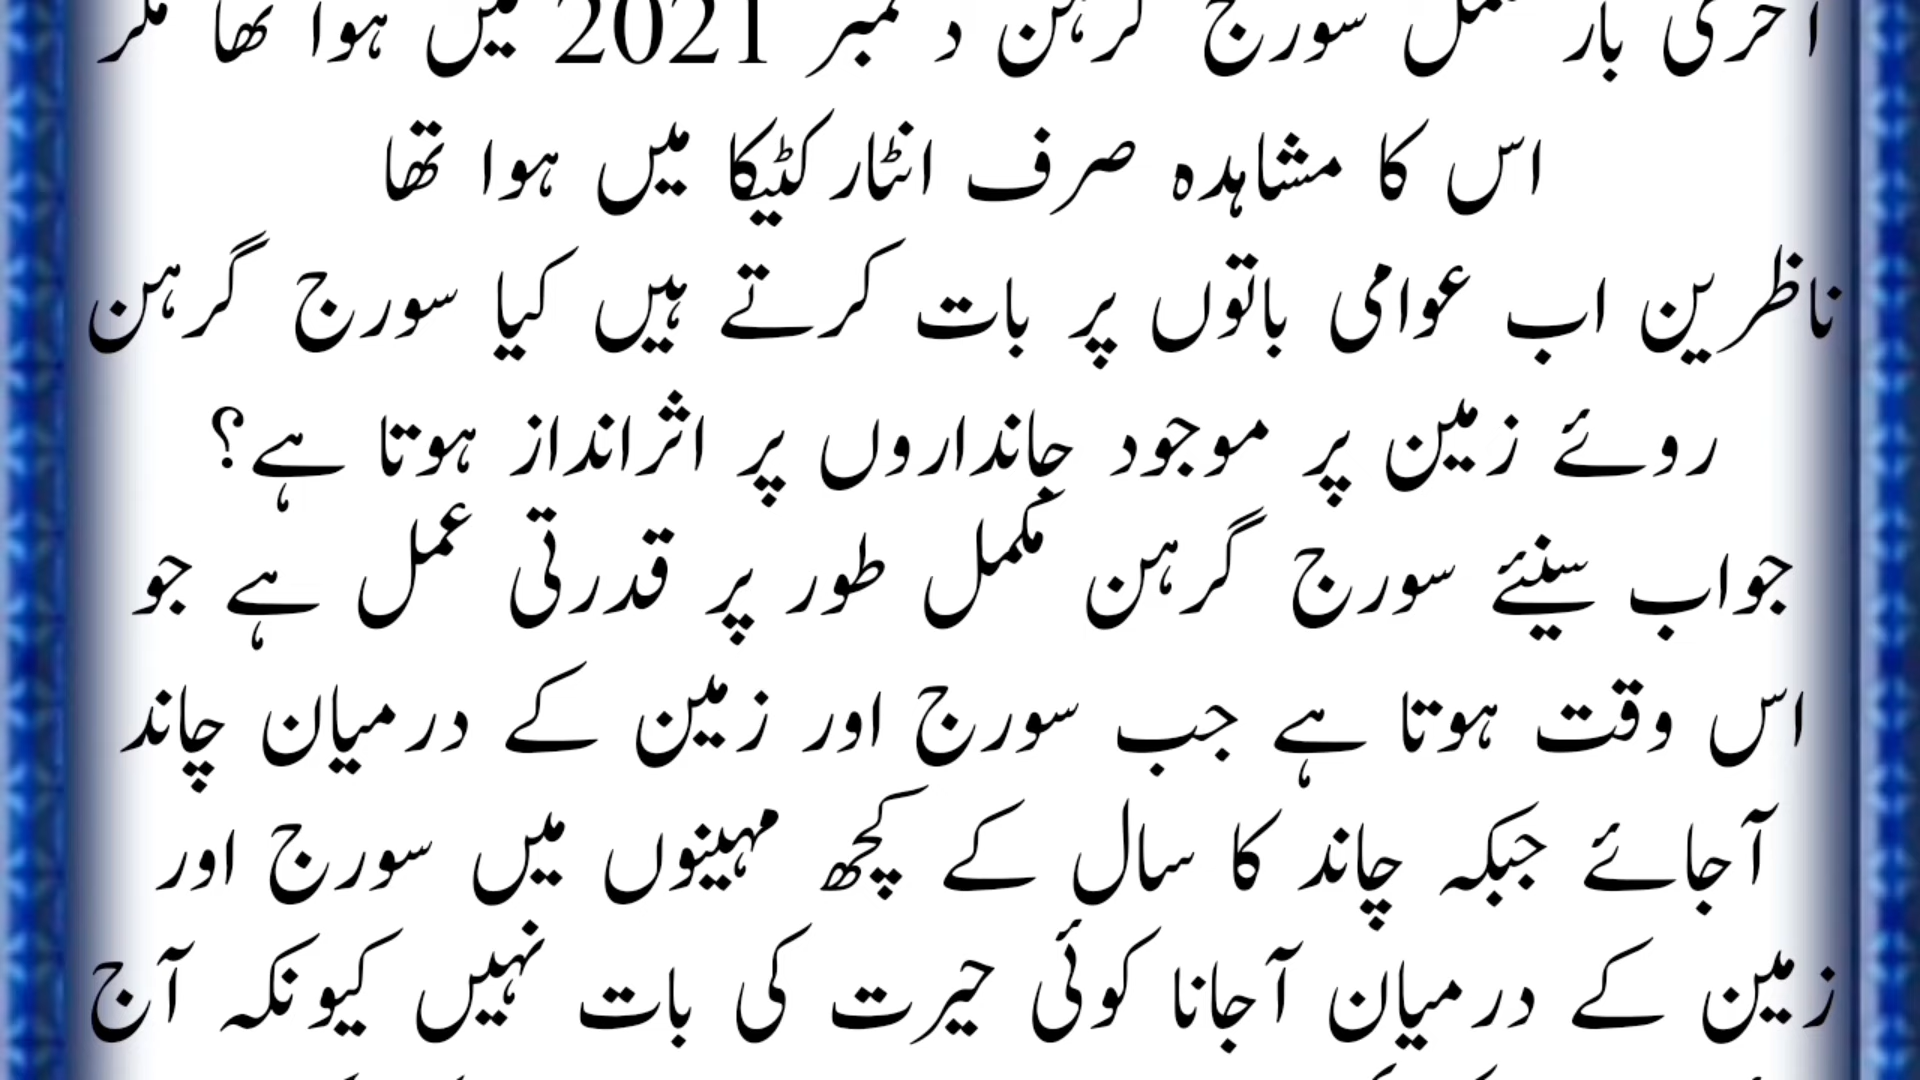 آخری بار مکمل سورج گرہن دسمبر 2021 میں ہوا تھا مگر
اس کا مشاہدہ صرف انٹارکٹیکا میں ہوا تھا
ناظرین اب عوامی باتوں پر بات کرتے ہیں کیا سورج گرہن
روئے زمین پر موجود جانداروں پر اثرانداز ہوتا ہے؟
جواب سنیئے سورج گرہن مکمل طور پر قدرتی عمل ہے جو
اس وقت ہوتا ہے جب سورج اور زمین کے درمیان چاند
آجائے جبکہ چاند کا سال کے کچھ مہینوں میں سورج اور
زمین کے درمیان آجانا کوئی حیرت کی بات نہیں کیونکہ آج